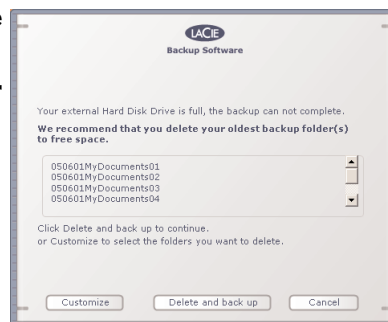 e
LACIE
Backup Software
Your external Hard Disk Drive is full, the backup can not complete.
We recommend that you delete your oldest backup folder(s)
to free space.
050601MyDocuments01
050601MyDocuments02
050601MyDocuments03
050601MyDocuments04
Click Delete and back up to continue.
or Customize to select the folders you want to delete.
Customize
Delete and back up
Cancel